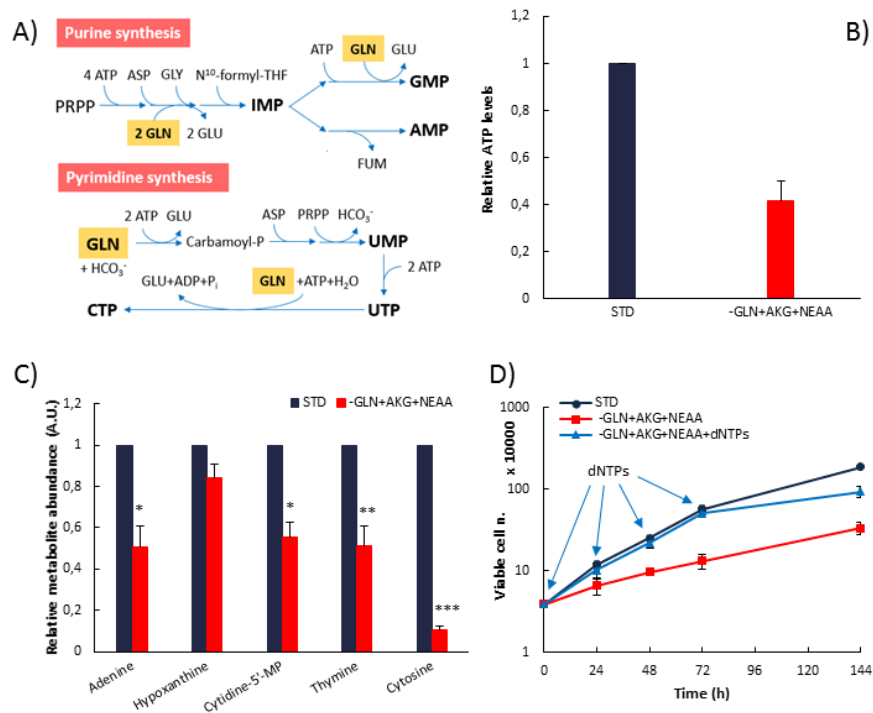 A)
Purine synthesis
4 ATP ASP GLY N¹⁰-formyl-THF
PRPP
2 GLN 2 GLU
IMP
ATP GLN GLU
GMP
AMP
FUM
Pyrimidine synthesis
2 ATP GLU ASP PRPP HCO₃⁻
GLN
+ HCO₃⁻
Carbamoyl-P
UMP
2 ATP
GLU+ADP+Pᵢ GLN +ATP+H₂O
CTP UTP
B)
Relative ATP levels
1,2
1
0,8
0,6
0,4
0,2
0
STD -GLN+AKG+NEAA
C)
STD -GLN+AKG+NEAA
Relative metabolite abundance (A.U.)
1,2
1
0,8
0,6
0,4
0,2
0
* * ** ***
Adenine Hypoxanthine Cytidine-5'-MP Thymine Cytosine
D)
STD
-GLN+AKG+NEAA
-GLN+AKG+NEAA+dNTPs
dNTPs
Viable cell n. x 10000
1000
100
10
1
0 24 48 72 96 120 144
Time (h)